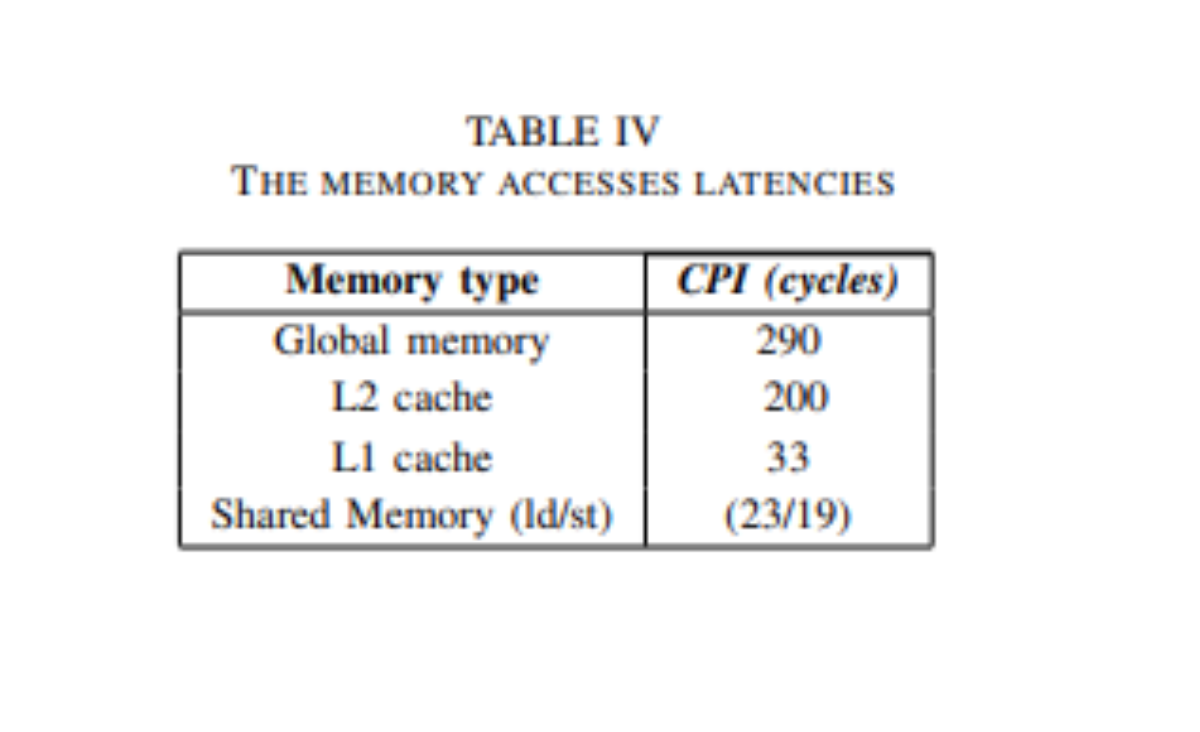 TABLE IV
THE MEMORY ACCESSES LATENCIES
Memory type CPI (cycles)
Global memory 290
L2 cache 200
L1 cache 33
Shared Memory (ld/st) (23/19)